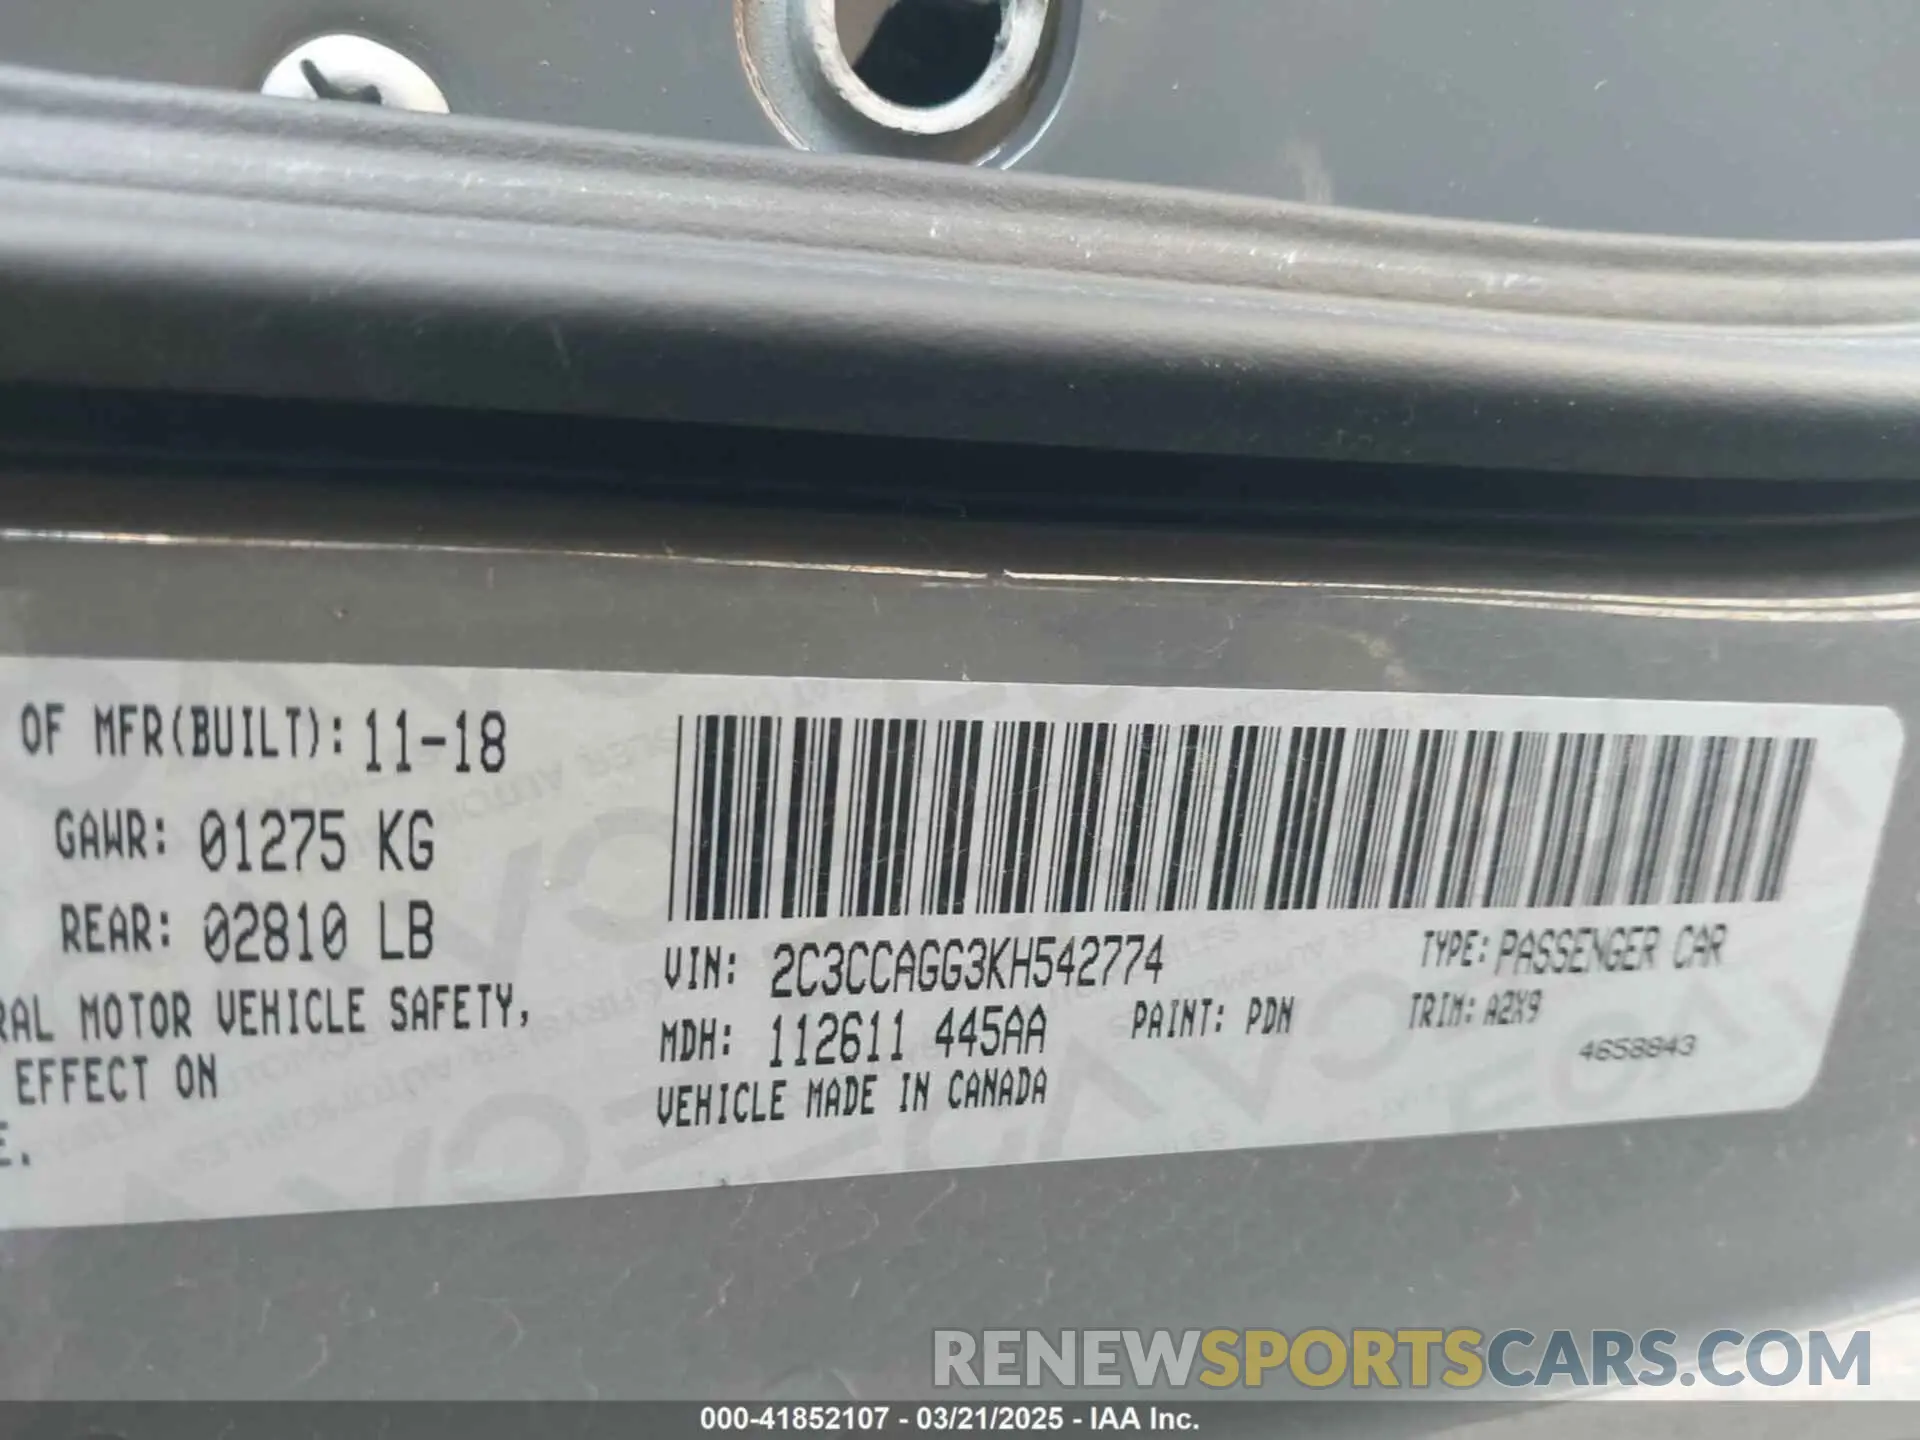 OF MFR(BUILT): 11-18
GAWR: 01275 KG
REAR: 02810 LB
RAL MOTOR VEHICLE SAFETY,
EFFECT ON
E.
VIN: 2C3CCAGG3KH542774
TYPE: PASSENGER CAR
MDH: 112611 445AA
PAINT: PDN
TRIM: A2X9
VEHICLE MADE IN CANADA
4658843
RENEWSPORTSCARS.COM
000-41852107 - 03/21/2025 - IAA Inc.